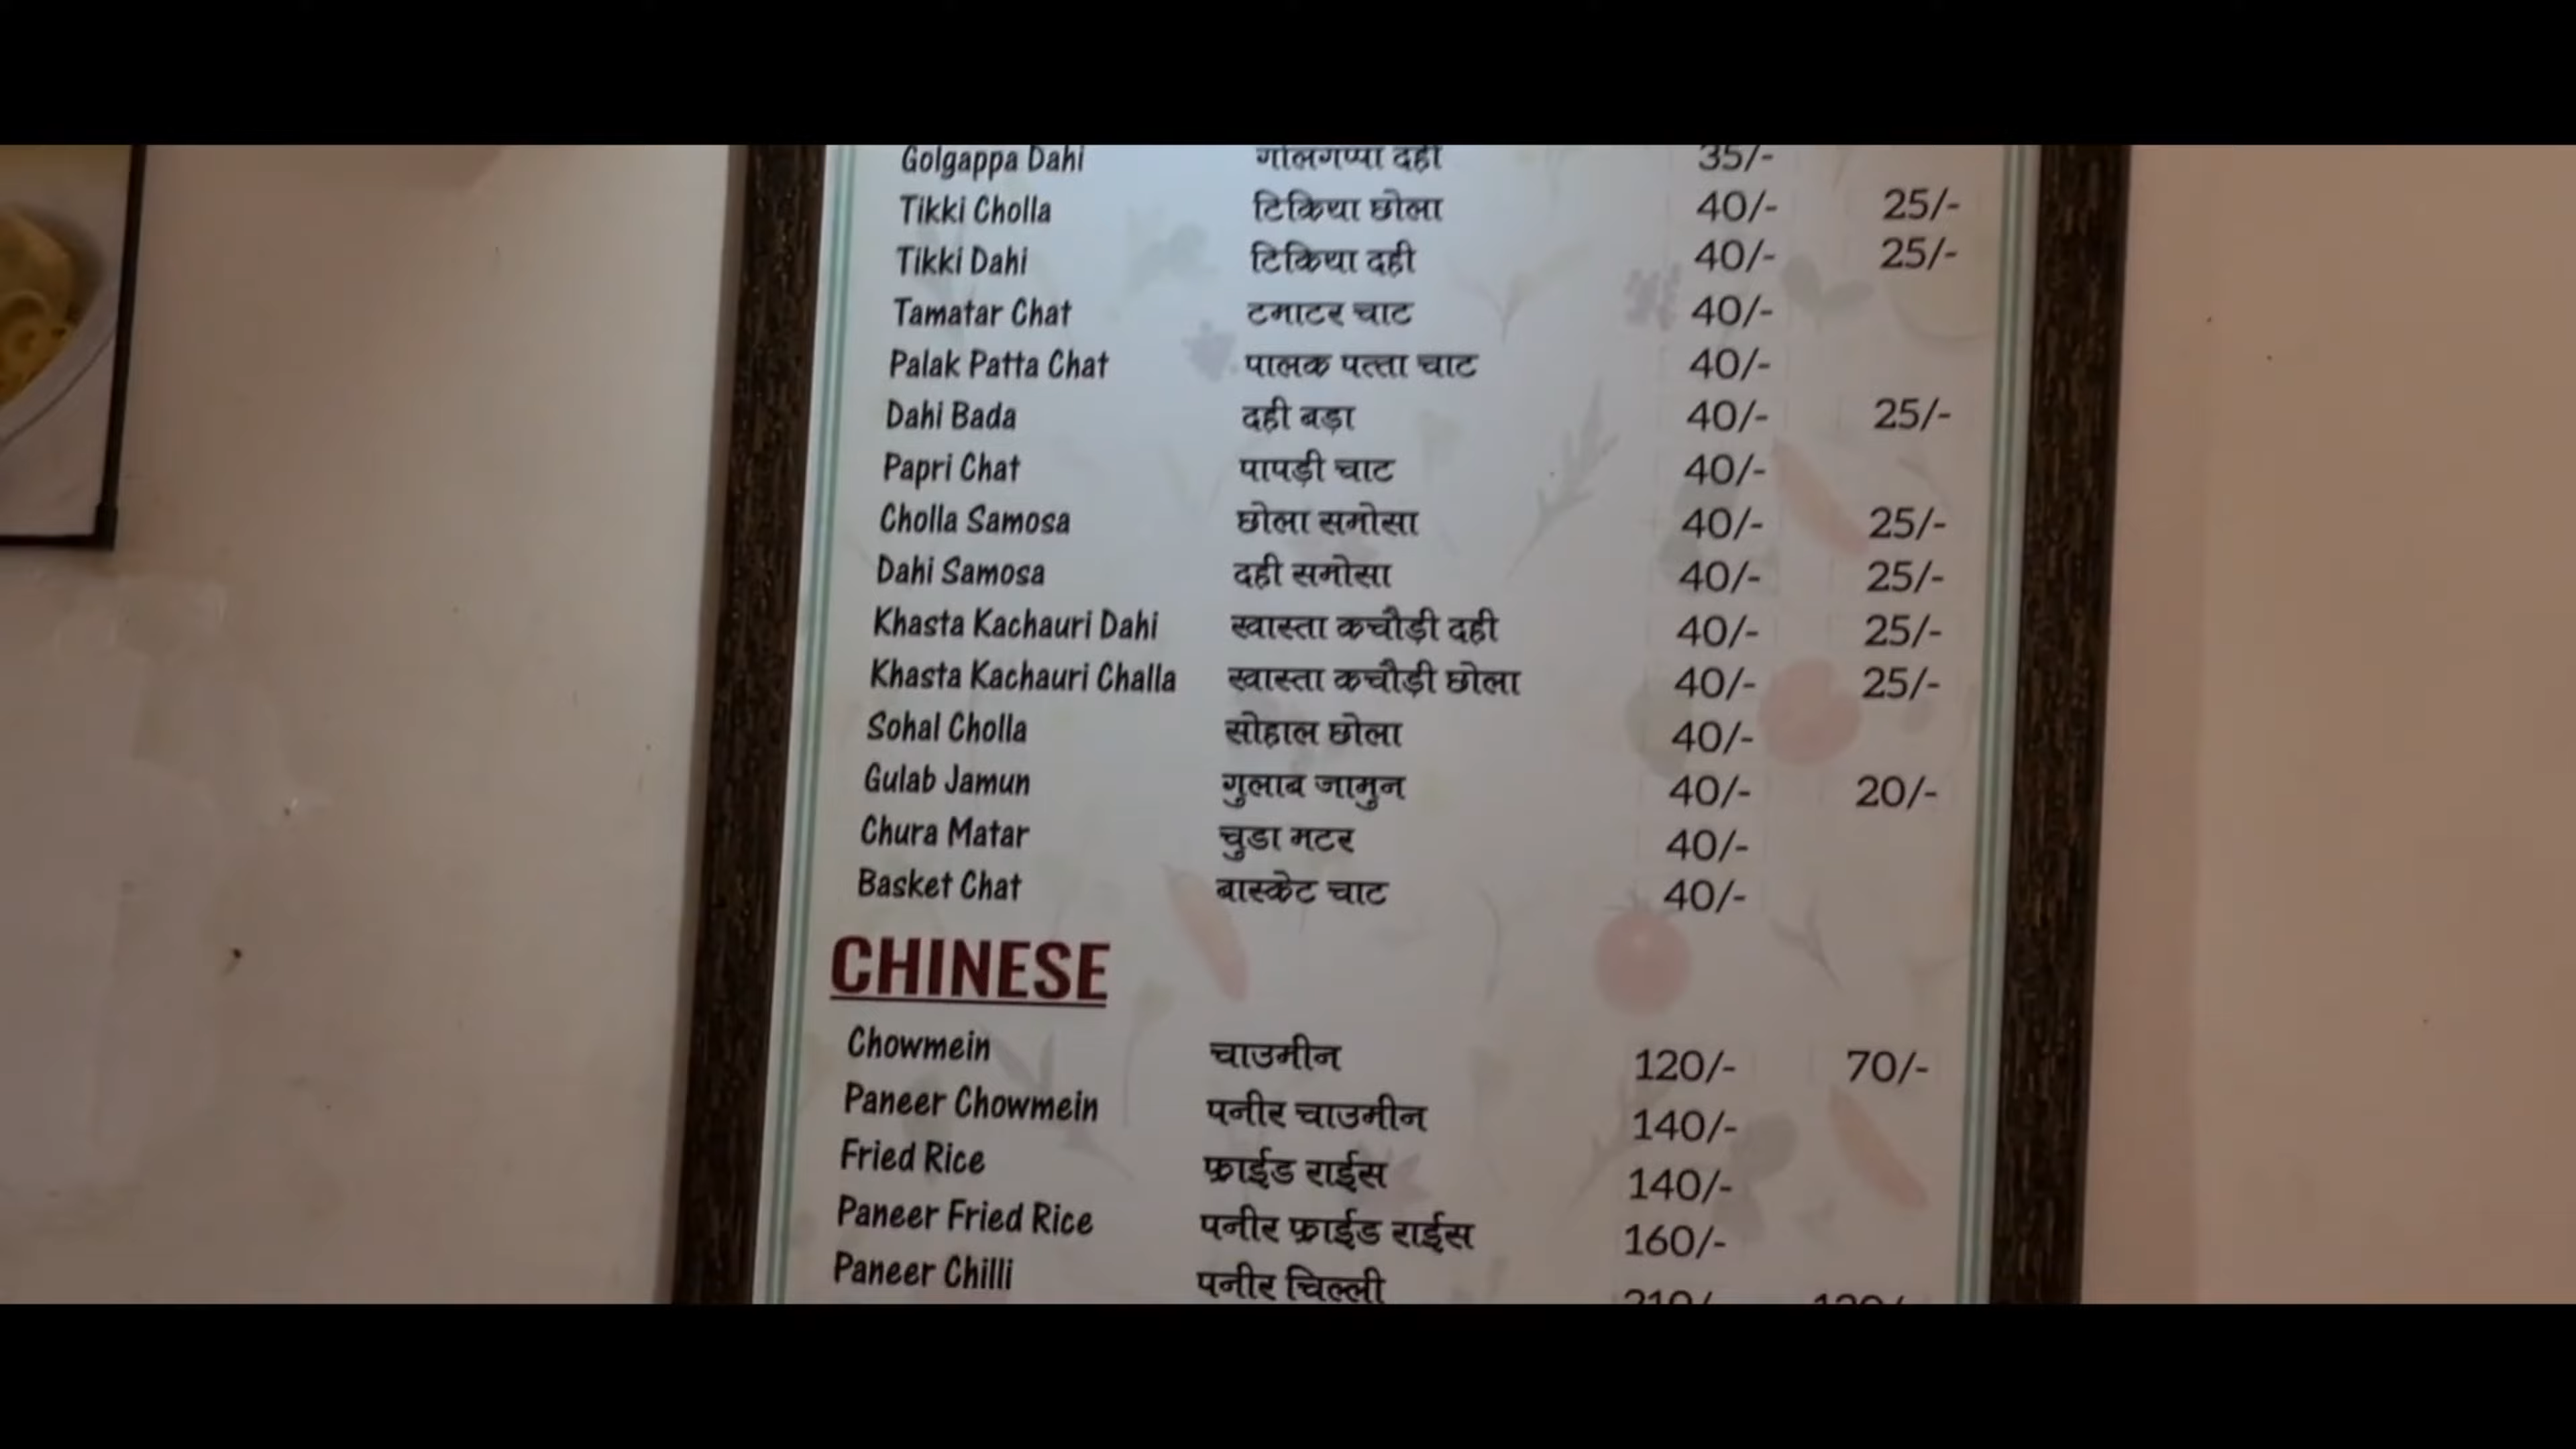 Golgappa Dahi गोलगप्पा दही 35/-
Tikki Cholla टिकिया छोला 40/- 25/-
Tikki Dahi टिकिया दही 40/- 25/-
Tamatar Chat टमाटर चाट 40/-
Palak Patta Chat पालक पत्ता चाट 40/-
Dahi Bada दही बड़ा 40/- 25/-
Papri Chat पापड़ी चाट 40/-
Cholla Samosa छोला समोसा 40/- 25/-
Dahi Samosa दही समोसा 40/- 25/-
Khasta Kachauri Dahi खास्ता कचौड़ी दही 40/- 25/-
Khasta Kachauri Challa खास्ता कचौड़ी छोला 40/- 25/-
Sohal Cholla सोहाल छोला 40/-
Gulab Jamun गुलाब जामुन 40/- 20/-
Chura Matar चुडा मटर 40/-
Basket Chat बास्केट चाट 40/-
CHINESE
Chowmein चाउमीन 120/- 70/-
Paneer Chowmein पनीर चाउमीन 140/-
Fried Rice फ्राईड राईस 140/-
Paneer Fried Rice पनीर फ्राईड राईस 160/-
Paneer Chilli पनीर चिल्ली